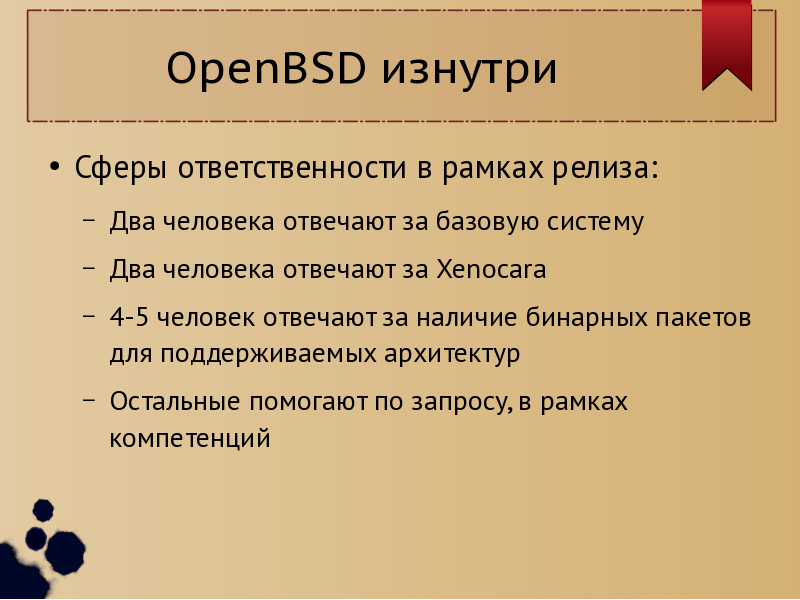 OpenBSD изнутри
• Сферы ответственности в рамках релиза:
– Два человека отвечают за базовую систему
– Два человека отвечают за Xenocara
– 4-5 человек отвечают за наличие бинарных пакетов
для поддерживаемых архитектур
– Остальные помогают по запросу, в рамках
компетенций